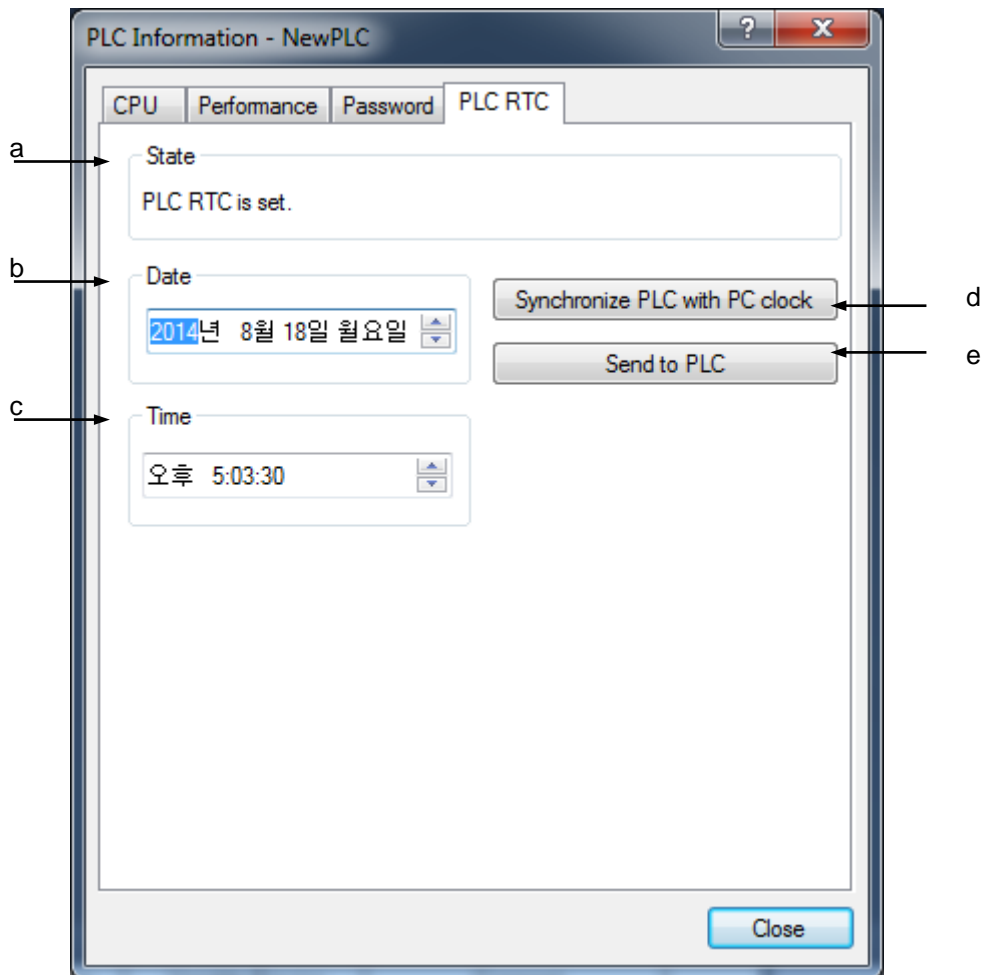 PLC Information - NewPLC
?
X
CPU Performance Password PLC RTC
a
State
PLC RTC is set.
b
Date
2014년 8월 18일 월요일
Synchronize PLC with PC clock
d
Send to PLC
e
c
Time
오후 5:03:30
Close